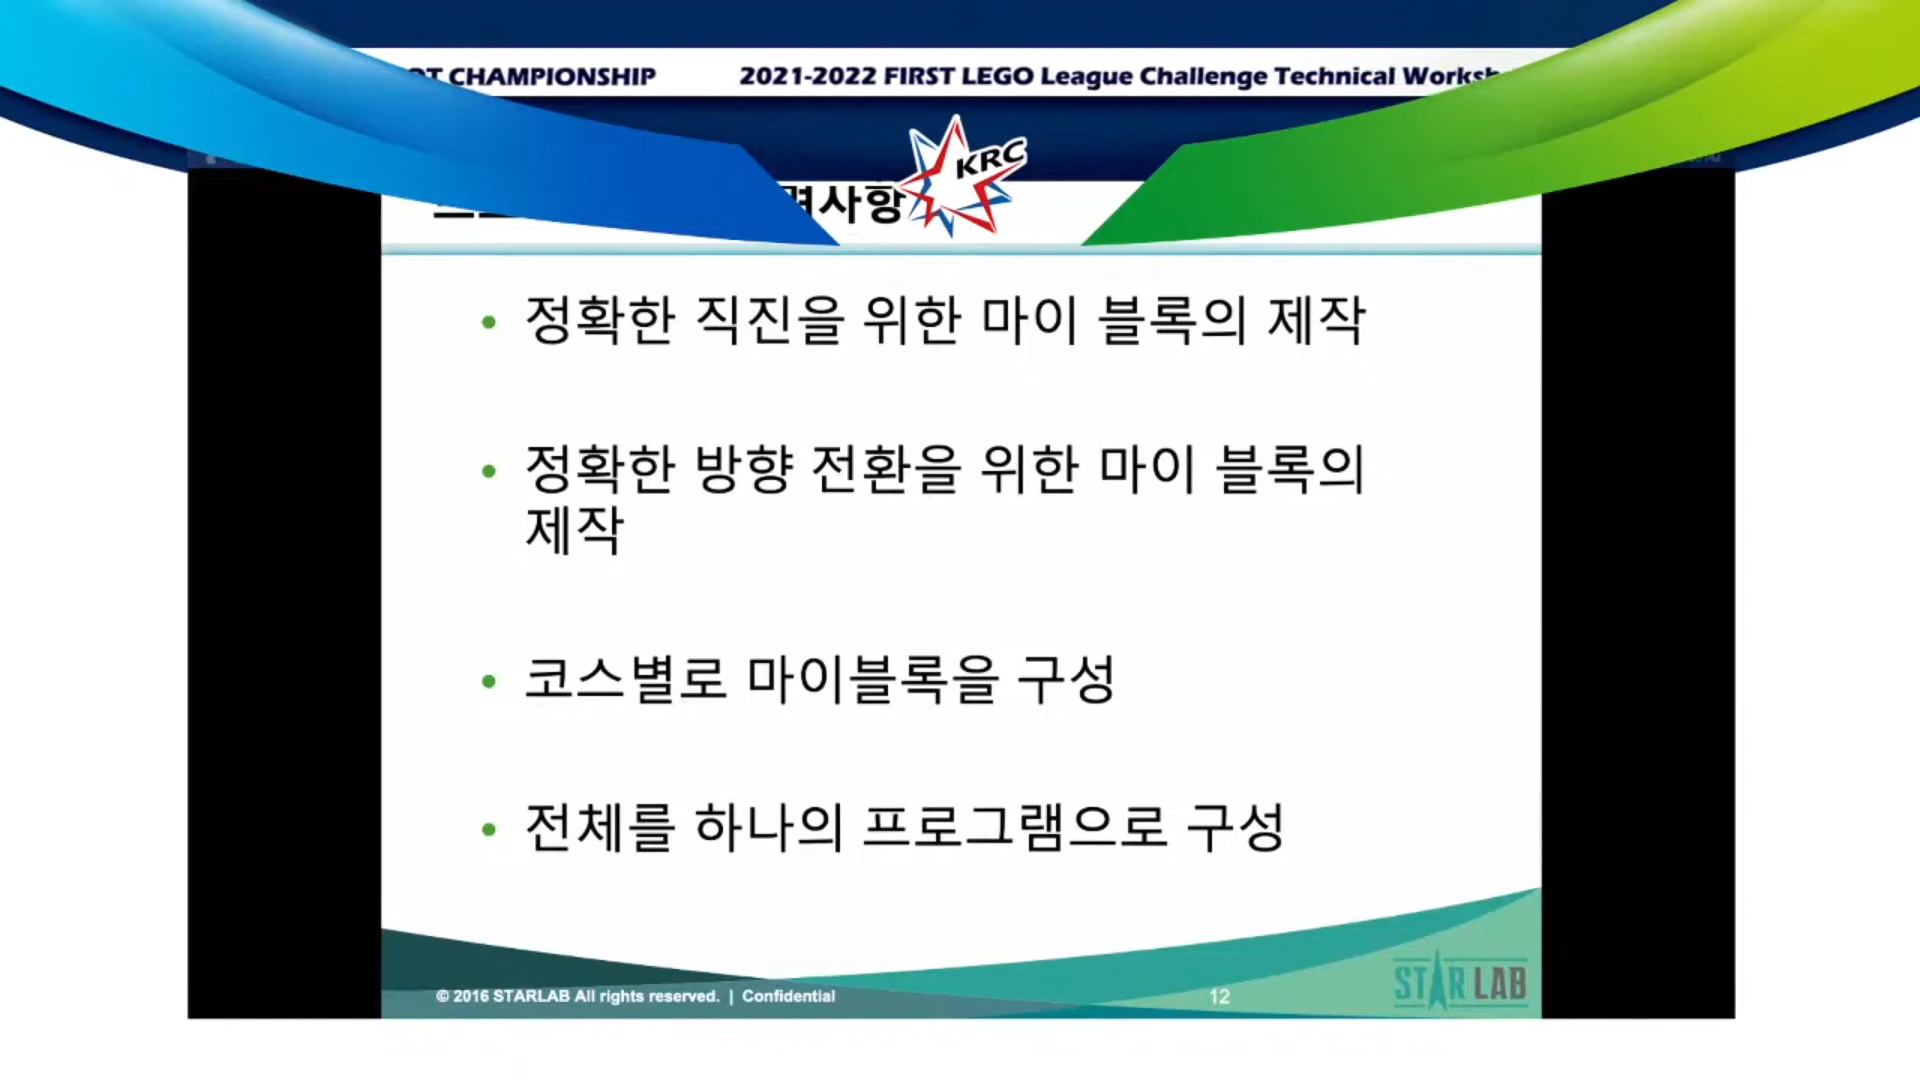 CHAMPIONSHIP 2021-2022 FIRST LEGO League Challenge Technical
KRC
정확한 직진을 위한 마이 블록의 제작
정확한 방향 전환을 위한 마이 블록의
제작
코스별로 마이블록을 구성
전체를 하나의 프로그램으로 구성
© 2016 STARLAB All rights reserved. | Confidential
12
STAR LAB